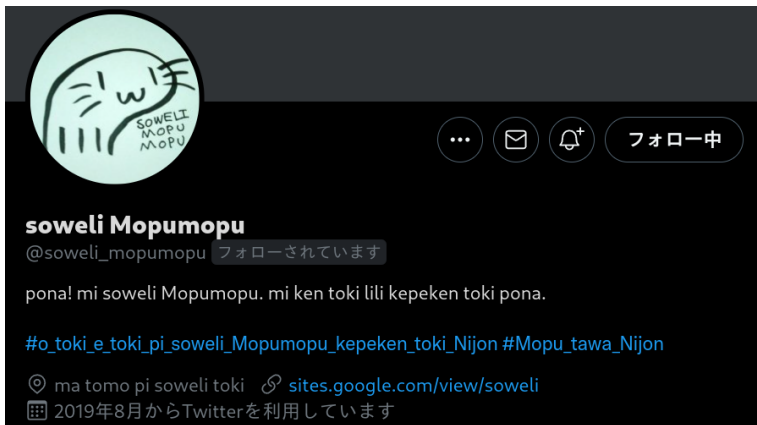 SOWELI
MOPU
MOPU
フォロー中
soweli Mopumopu
@soweli_mopumopu フォローされています
pona! mi soweli Mopumopu. mi ken toki lili kepeken toki pona.
#o_toki_e_toki_pi_soweli_Mopumopu_kepeken_toki_Nijon #Mopu_tawa_Nijon
ma tomo pi soweli toki sites.google.com/view/soweli
2019年8月からTwitterを利用しています